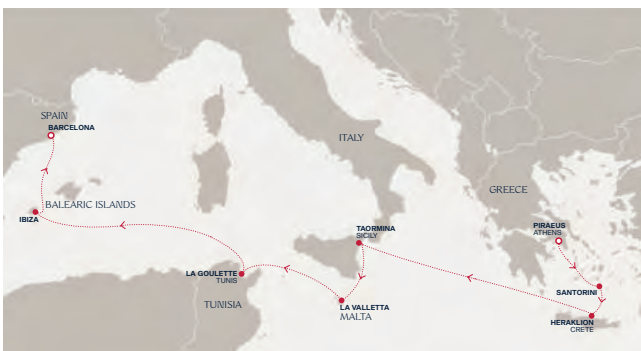 SPAIN
BARCELONA
ITALY
BALEARIC ISLANDS
IBIZA
GREECE
PIRAEUS
ATHENS
TAORMINA
SICILY
LA GOULETTE
TUNIS
TUNISIA
LA VALLETTA
MALTA
SANTORINI
HERAKLION
CRETE